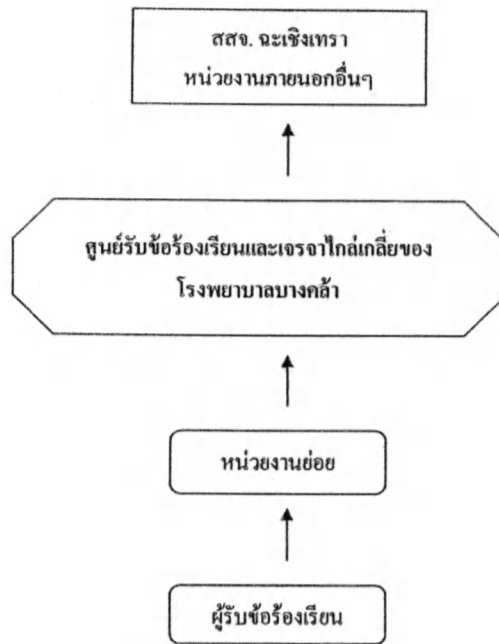 สสจ. ฉะเชิงเทรา
หน่วยงานภายนอกอื่นๆ
ศูนย์รับข้อร้องเรียนและเจรจาไกล่เกลี่ยของ
โรงพยาบาลบางคล้า
หน่วยงานย่อย
ผู้รับข้อร้องเรียน